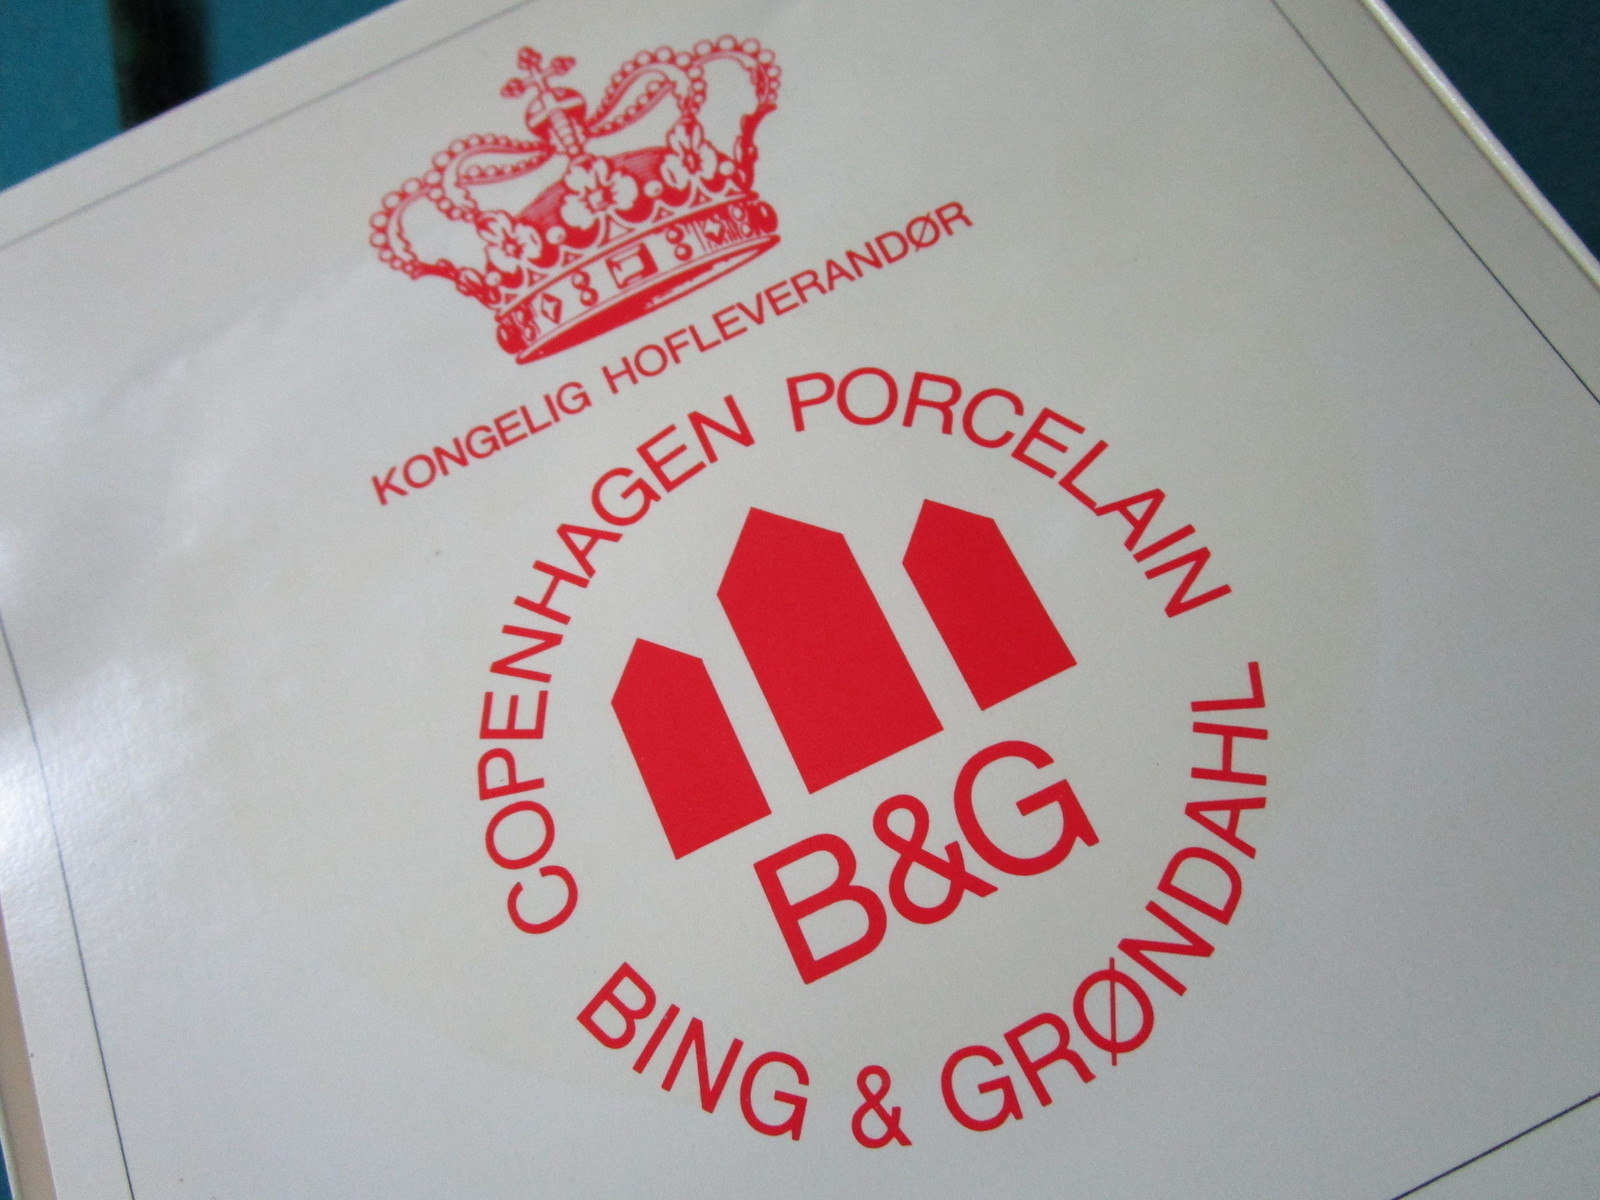 KONGELIG HOFLEVERANDØR
COPENHAGEN PORCELAIN
B&G
BING & GRØNDAHL